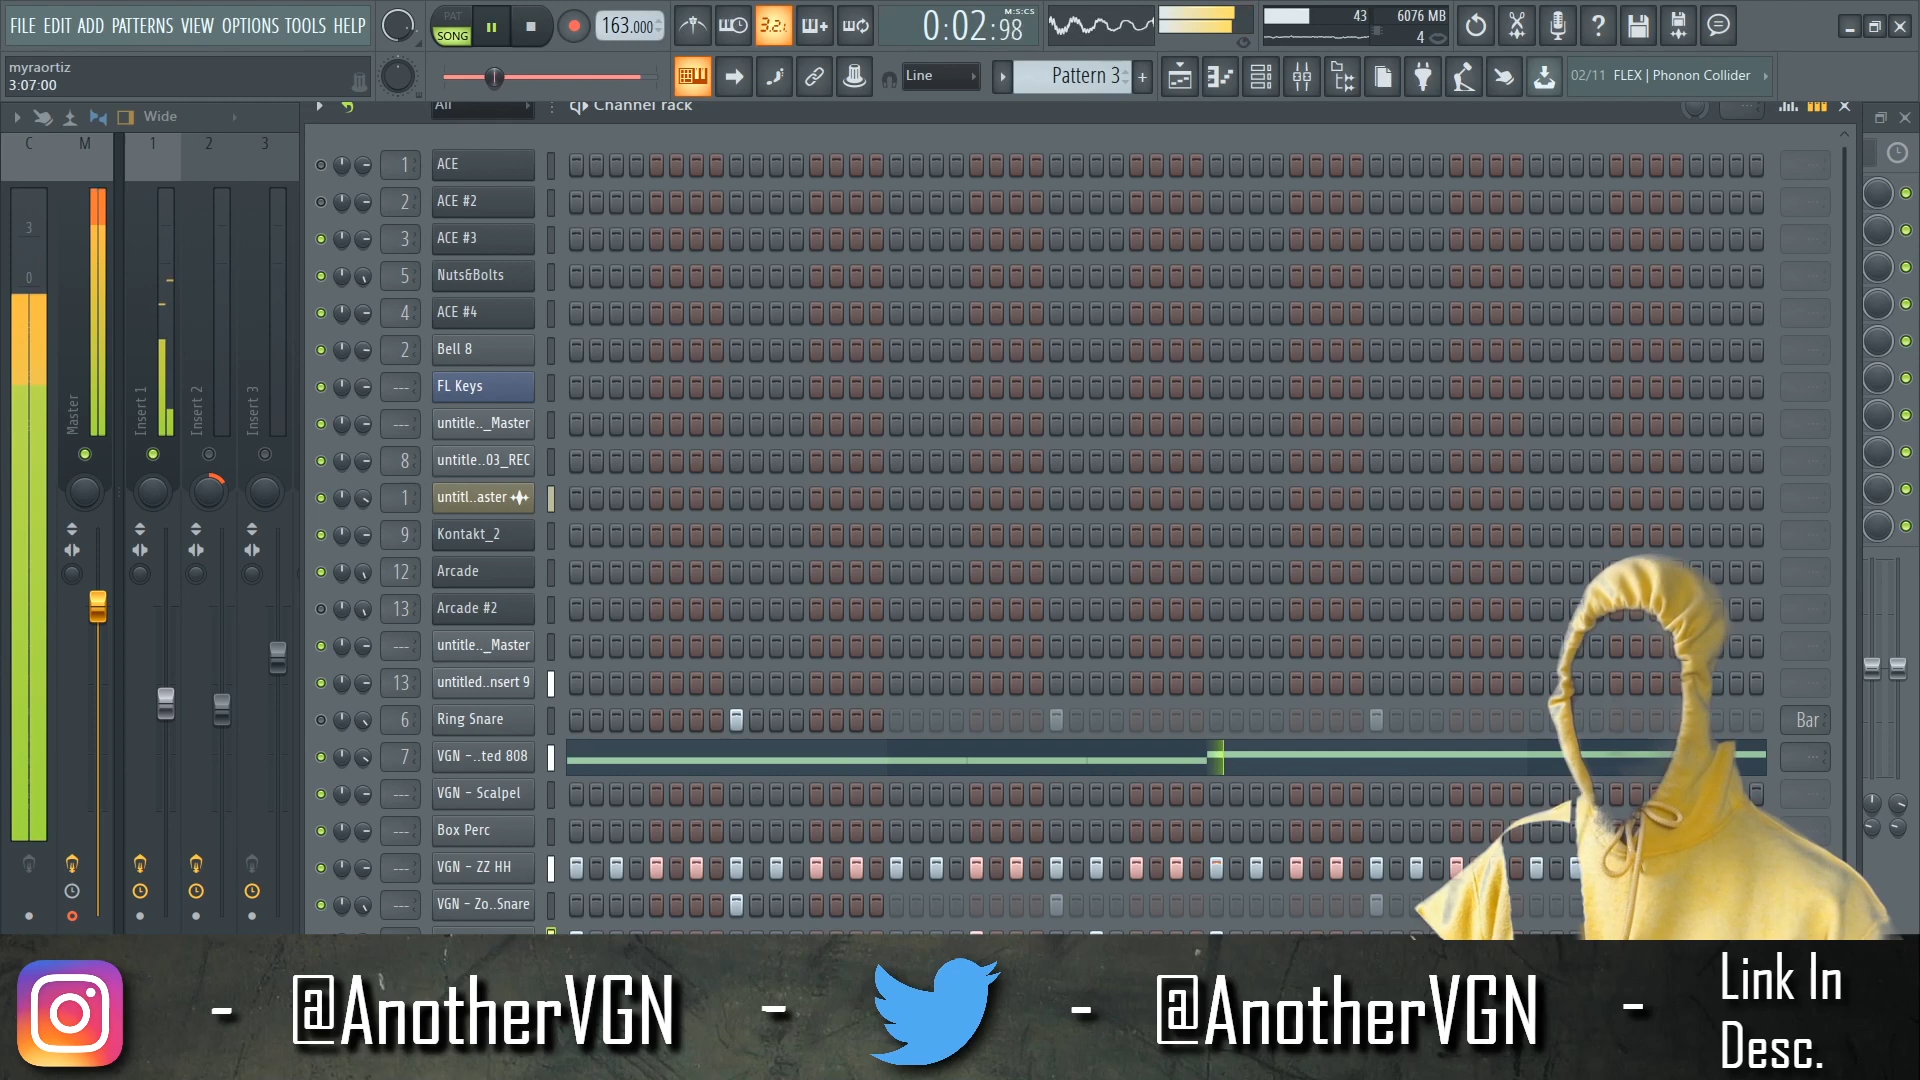 FILE EDIT ADD PATTERNS VIEW OPTIONS TOOLS HELP
PAT
SONG
163.000
3.2.
0:02:98
M:S:CS
43
6076 MB
4
myraortiz
3:07:00
Line
Pattern 3
02/11 FLEX | Phonon Collider
Wide
All
Channel rack
C
M
1
2
3
3
0
Master
Insert 1
Insert 2
Insert 3
1 ACE
2 ACE #2
3 ACE #3
5 Nuts&Bolts
4 ACE #4
2 Bell 8
--- FL Keys
--- untitle.._Master
8 untitle..03_REC
1 untitl..aster
9 Kontakt_2
12 Arcade
13 Arcade #2
--- untitle.._Master
13 untitled..nsert 9
6 Ring Snare
Bar
7 VGN -..ted 808
--- VGN - Scalpel
--- Box Perc
--- VGN - ZZ HH
--- VGN - Zo..Snare
- @AnotherVGN - - @AnotherVGN - Link In
Desc.